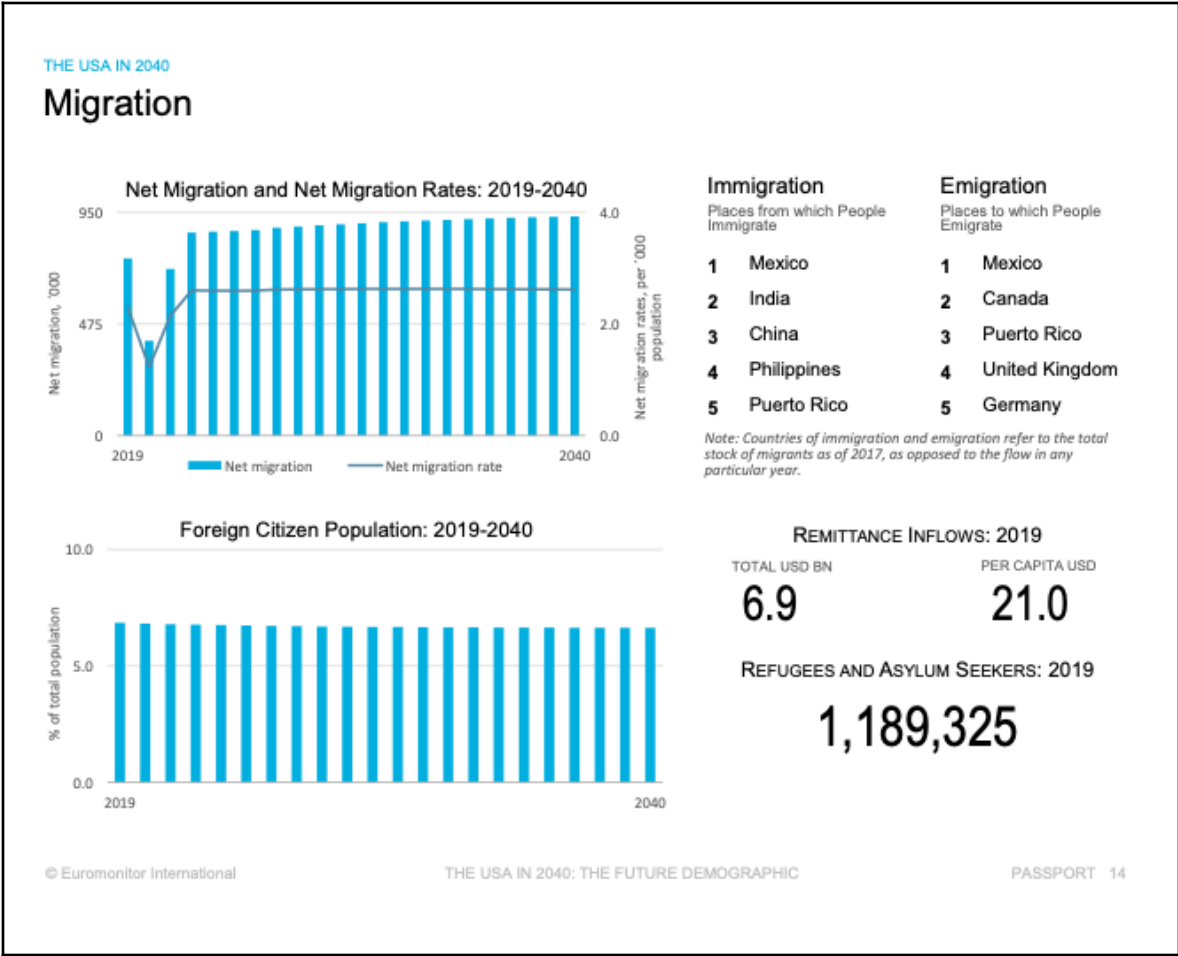 THE USA IN 2040
Migration
Net Migration and Net Migration Rates: 2019-2040
950
475
0
Net migration, ´000
4.0
2.0
0.0
Net migration rates, per ´000
population
2019
2040
Net migration
Net migration rate
Immigration
Places from which People
Immigrate
1 Mexico
2 India
3 China
4 Philippines
5 Puerto Rico
Emigration
Places to which People
Emigrate
1 Mexico
2 Canada
3 Puerto Rico
4 United Kingdom
5 Germany
Note: Countries of immigration and emigration refer to the total
stock of migrants as of 2017, as opposed to the flow in any
particular year.
Foreign Citizen Population: 2019-2040
10.0
5.0
0.0
% of total population
2019
2040
REMITTANCE INFLOWS: 2019
TOTAL USD BN
6.9
PER CAPITA USD
21.0
REFUGEES AND ASYLUM SEEKERS: 2019
1,189,325
© Euromonitor International
THE USA IN 2040: THE FUTURE DEMOGRAPHIC
PASSPORT 14